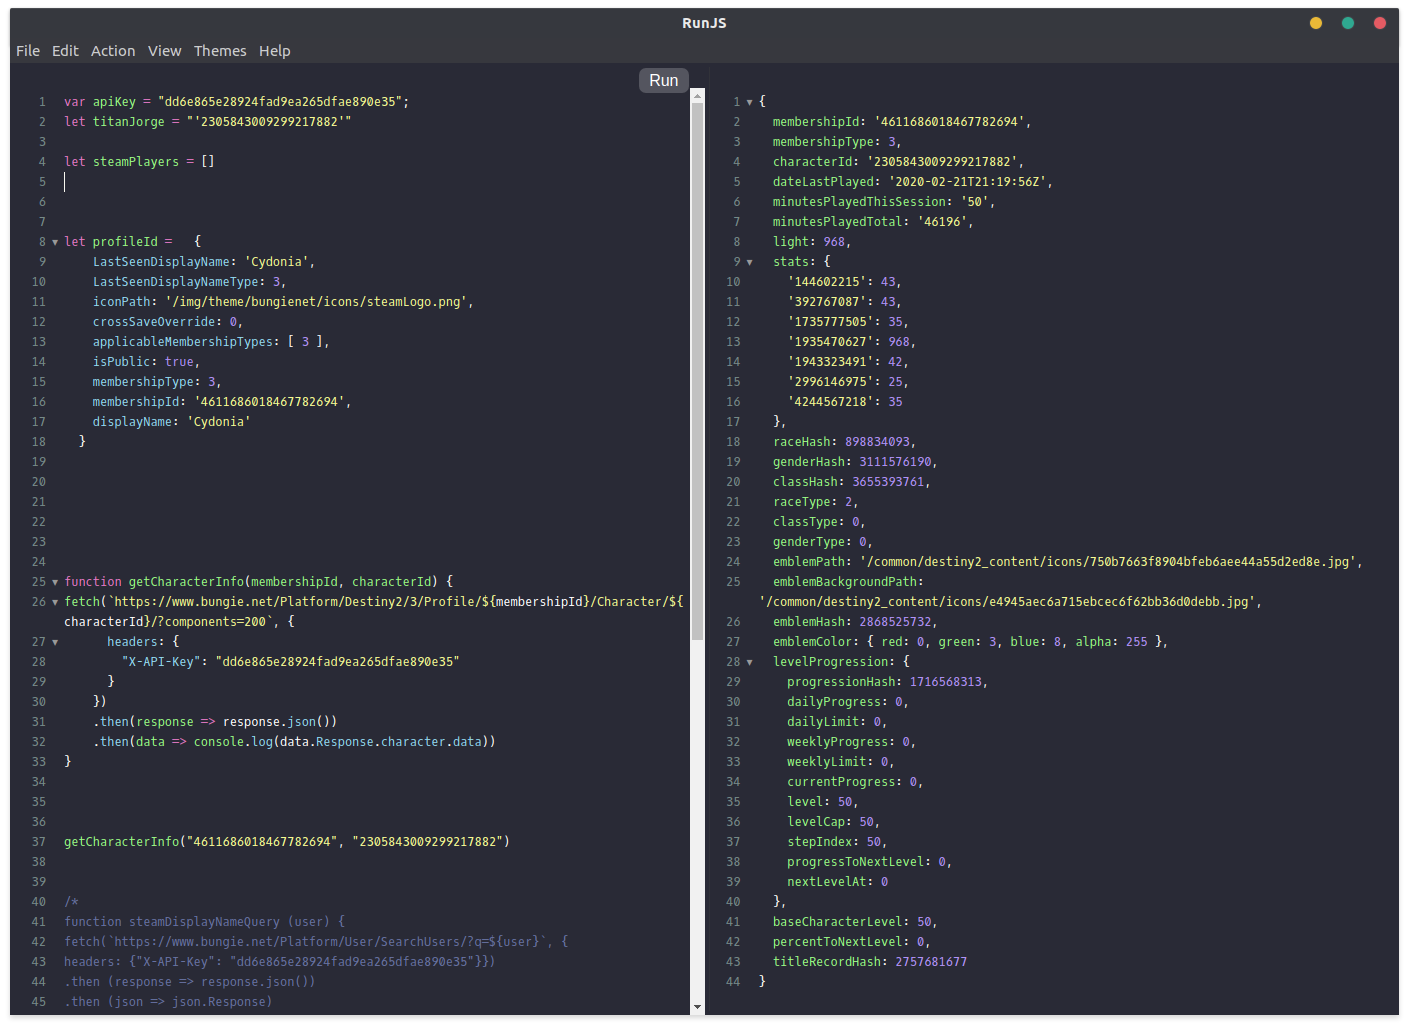 RunJS
File Edit Action View Themes Help
Run
1 var apiKey = "dd6e865e28924fad9ea265dfae890e35";
2 let titanJorge = "'2305843009299217882'"
3
4 let steamPlayers = []
5
6
7
8 let profileId =   {
9 LastSeenDisplayName: 'Cydonia',
10 LastSeenDisplayNameType: 3,
11 iconPath: '/img/theme/bungienet/icons/steamLogo.png',
12 crossSaveOverride: 0,
13 applicableMembershipTypes: [ 3 ],
14 isPublic: true,
15 membershipType: 3,
16 membershipId: '4611686018467782694',
17 displayName: 'Cydonia'
18 }
19
20
21
22
23
24
25 function getCharacterInfo(membershipId, characterId) {
26 fetch(`https://www.bungie.net/Platform/Destiny2/3/Profile/${membershipId}/Character/${
characterId}/?components=200`, {
27 headers: {
28 "X-API-Key": "dd6e865e28924fad9ea265dfae890e35"
29 }
30 })
31 .then(response => response.json())
32 .then(data => console.log(data.Response.character.data))
33 }
34
35
36
37 getCharacterInfo("4611686018467782694", "2305843009299217882")
38
39
40 /*
41 function steamDisplayNameQuery (user) {
42 fetch(`https://www.bungie.net/Platform/User/SearchUsers/?q=${user}`, {
43 headers: {"X-API-Key": "dd6e865e28924fad9ea265dfae890e35"}})
44 .then (response => response.json())
45 .then (json => json.Response)
1 {
2 membershipId: '4611686018467782694',
3 membershipType: 3,
4 characterId: '2305843009299217882',
5 dateLastPlayed: '2020-02-21T21:19:56Z',
6 minutesPlayedThisSession: '50',
7 minutesPlayedTotal: '46196',
8 light: 968,
9 stats: {
10 '144602215': 43,
11 '392767087': 43,
12 '1735777505': 35,
13 '1935470627': 968,
14 '1943323491': 42,
15 '2996146975': 25,
16 '4244567218': 35
17 },
18 raceHash: 898834093,
19 genderHash: 3111576190,
20 classHash: 3655393761,
21 raceType: 2,
22 classType: 0,
23 genderType: 0,
24 emblemPath: '/common/destiny2_content/icons/750b7663f8904bfeb6aee44a55d2ed8e.jpg',
25 emblemBackgroundPath:
'/common/destiny2_content/icons/e4945aec6a715ebcec6f62bb36d0debb.jpg',
26 emblemHash: 2868525732,
27 emblemColor: { red: 0, green: 3, blue: 8, alpha: 255 },
28 levelProgression: {
29 progressionHash: 1716568313,
30 dailyProgress: 0,
31 dailyLimit: 0,
32 weeklyProgress: 0,
33 weeklyLimit: 0,
34 currentProgress: 0,
35 level: 50,
36 levelCap: 50,
37 stepIndex: 50,
38 progressToNextLevel: 0,
39 nextLevelAt: 0
40 },
41 baseCharacterLevel: 50,
42 percentToNextLevel: 0,
43 titleRecordHash: 2757681677
44 }